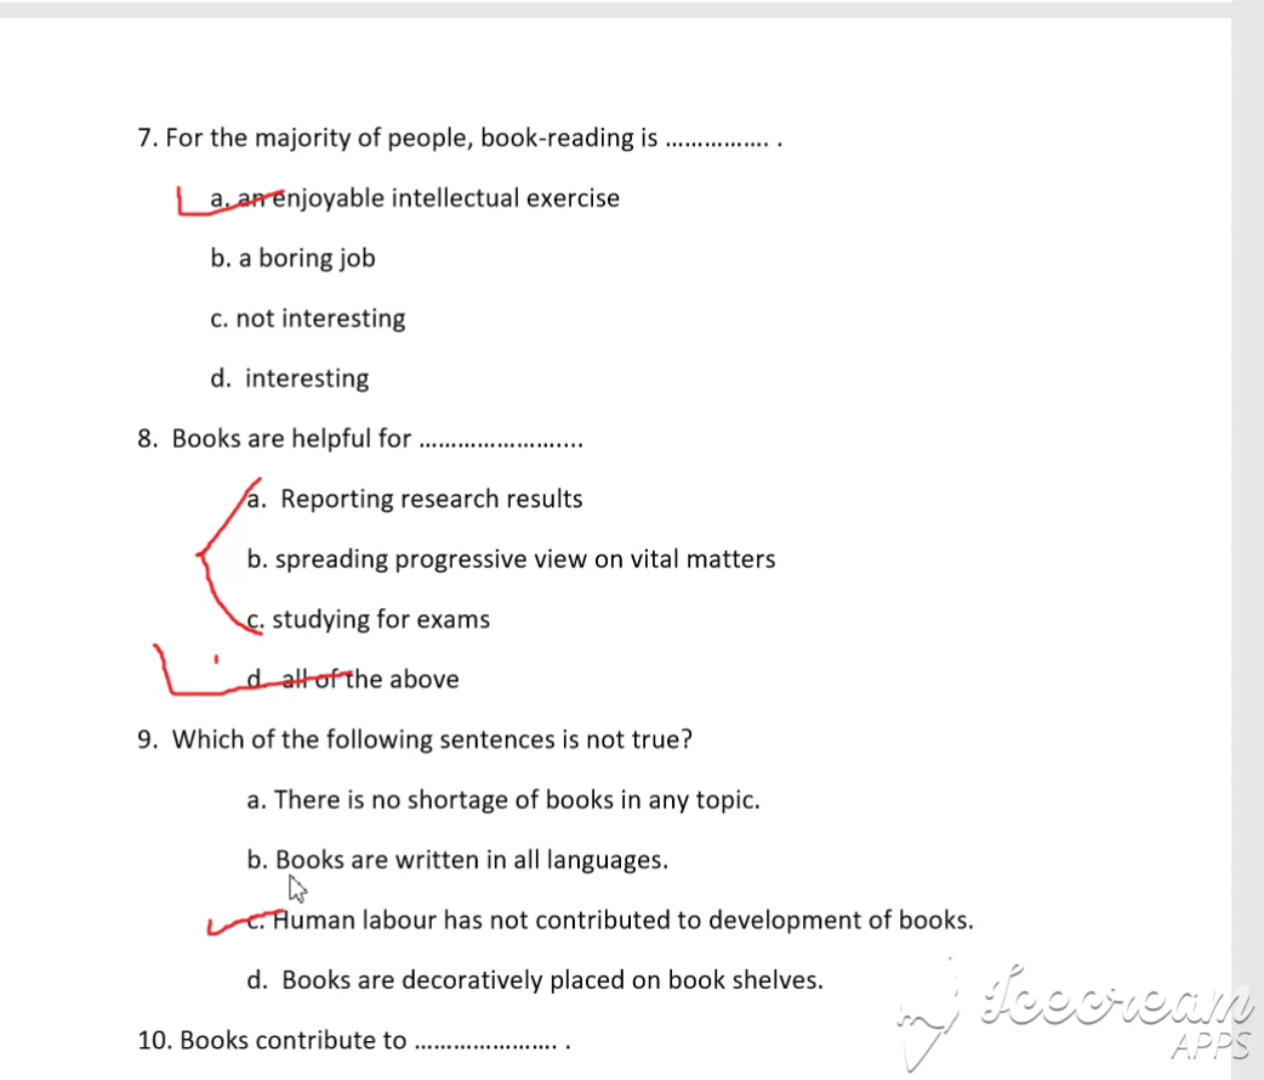 7. For the majority of people, book-reading is ................ .
a. an enjoyable intellectual exercise
b. a boring job
c. not interesting
d. interesting
8. Books are helpful for .........................
a. Reporting research results
b. spreading progressive view on vital matters
c. studying for exams
d. all of the above
9. Which of the following sentences is not true?
a. There is no shortage of books in any topic.
b. Books are written in all languages.
c. Human labour has not contributed to development of books.
d. Books are decoratively placed on book shelves.
10. Books contribute to ...................... .
Icecream
APPS